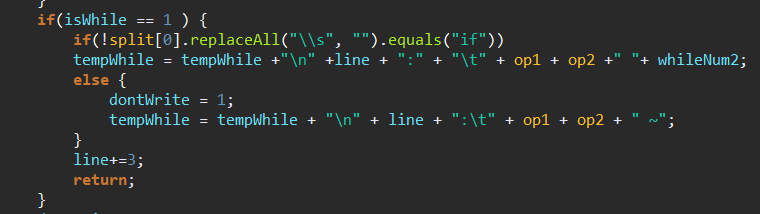 }
if(isWhile == 1 ) {
if(!split[0].replaceAll("\\s", "").equals("if"))
tempWhile = tempWhile +"\n" +line + ":" + "\t" + op1 + op2 +" "+ whileNum2;
else {
dontWrite = 1;
tempWhile = tempWhile + "\n" + line + ":\t" + op1 + op2 + " ~";
}
line+=3;
return;
}